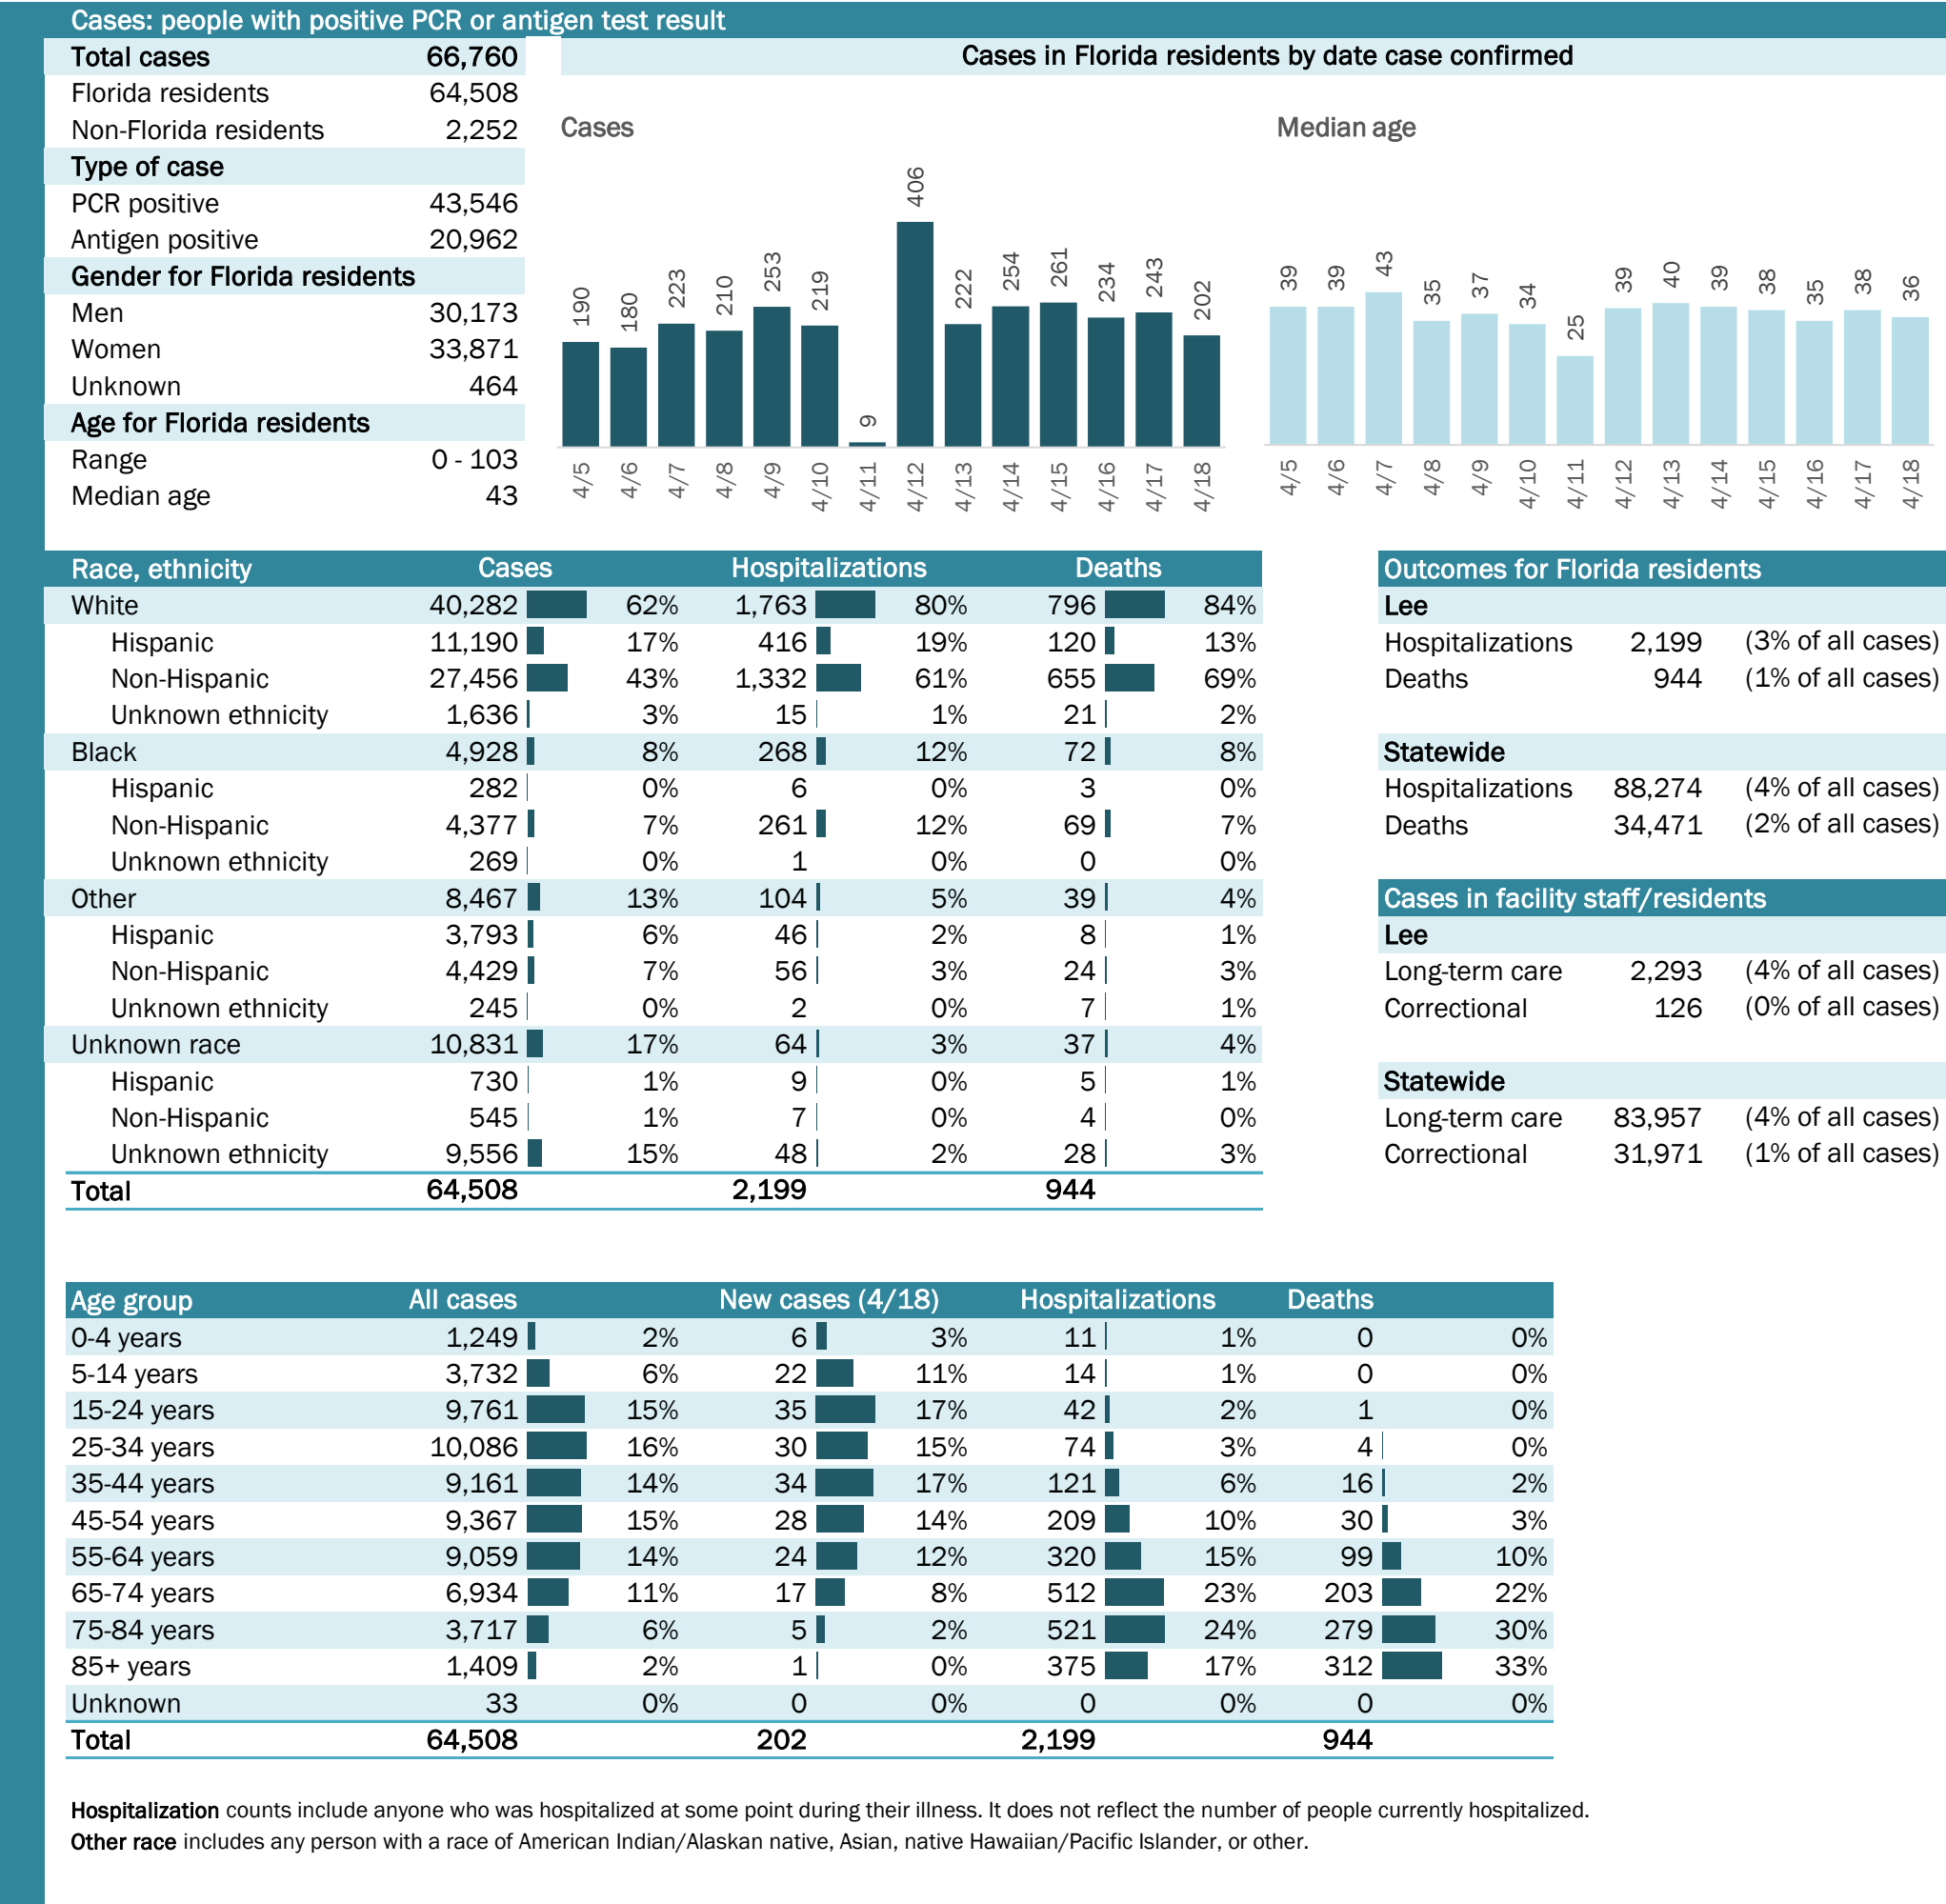 Cases: people with positive PCR or antigen test result
Total cases 66,760
Florida residents 64,508
Non-Florida residents 2,252
Type of case
PCR positive 43,546
Antigen positive 20,962
Gender for Florida residents
Men 30,173
Women 33,871
Unknown 464
Age for Florida residents
Range 0 - 103
Median age 43
Cases in Florida residents by date case confirmed
Cases
190 180 223 210 253 219 9 406 222 254 261 234 243 202
4/5 4/6 4/7 4/8 4/9 4/10 4/11 4/12 4/13 4/14 4/15 4/16 4/17 4/18
Median age
39 39 43 35 37 34 25 39 40 39 38 35 38 36
4/5 4/6 4/7 4/8 4/9 4/10 4/11 4/12 4/13 4/14 4/15 4/16 4/17 4/18
Race, ethnicity Cases Hospitalizations Deaths
White 40,282 62% 1,763 80% 796 84%
Hispanic 11,190 17% 416 19% 120 13%
Non-Hispanic 27,456 43% 1,332 61% 655 69%
Unknown ethnicity 1,636 3% 15 1% 21 2%
Black 4,928 8% 268 12% 72 8%
Hispanic 282 0% 6 0% 3 0%
Non-Hispanic 4,377 7% 261 12% 69 7%
Unknown ethnicity 269 0% 1 0% 0 0%
Other 8,467 13% 104 5% 39 4%
Hispanic 3,793 6% 46 2% 8 1%
Non-Hispanic 4,429 7% 56 3% 24 3%
Unknown ethnicity 245 0% 2 0% 7 1%
Unknown race 10,831 17% 64 3% 37 4%
Hispanic 730 1% 9 0% 5 1%
Non-Hispanic 545 1% 7 0% 4 0%
Unknown ethnicity 9,556 15% 48 2% 28 3%
Total 64,508 2,199 944
Outcomes for Florida residents
Lee
Hospitalizations 2,199 (3% of all cases)
Deaths 944 (1% of all cases)
Statewide
Hospitalizations 88,274 (4% of all cases)
Deaths 34,471 (2% of all cases)
Cases in facility staff/residents
Lee
Long-term care 2,293 (4% of all cases)
Correctional 126 (0% of all cases)
Statewide
Long-term care 83,957 (4% of all cases)
Correctional 31,971 (1% of all cases)
Age group All cases New cases (4/18) Hospitalizations Deaths
0-4 years 1,249 2% 6 3% 11 1% 0 0%
5-14 years 3,732 6% 22 11% 14 1% 0 0%
15-24 years 9,761 15% 35 17% 42 2% 1 0%
25-34 years 10,086 16% 30 15% 74 3% 4 0%
35-44 years 9,161 14% 34 17% 121 6% 16 2%
45-54 years 9,367 15% 28 14% 209 10% 30 3%
55-64 years 9,059 14% 24 12% 320 15% 99 10%
65-74 years 6,934 11% 17 8% 512 23% 203 22%
75-84 years 3,717 6% 5 2% 521 24% 279 30%
85+ years 1,409 2% 1 0% 375 17% 312 33%
Unknown 33 0% 0 0% 0 0% 0 0%
Total 64,508 202 2,199 944
Hospitalization counts include anyone who was hospitalized at some point during their illness. It does not reflect the number of people currently hospitalized.
Other race includes any person with a race of American Indian/Alaskan native, Asian, native Hawaiian/Pacific Islander, or other.